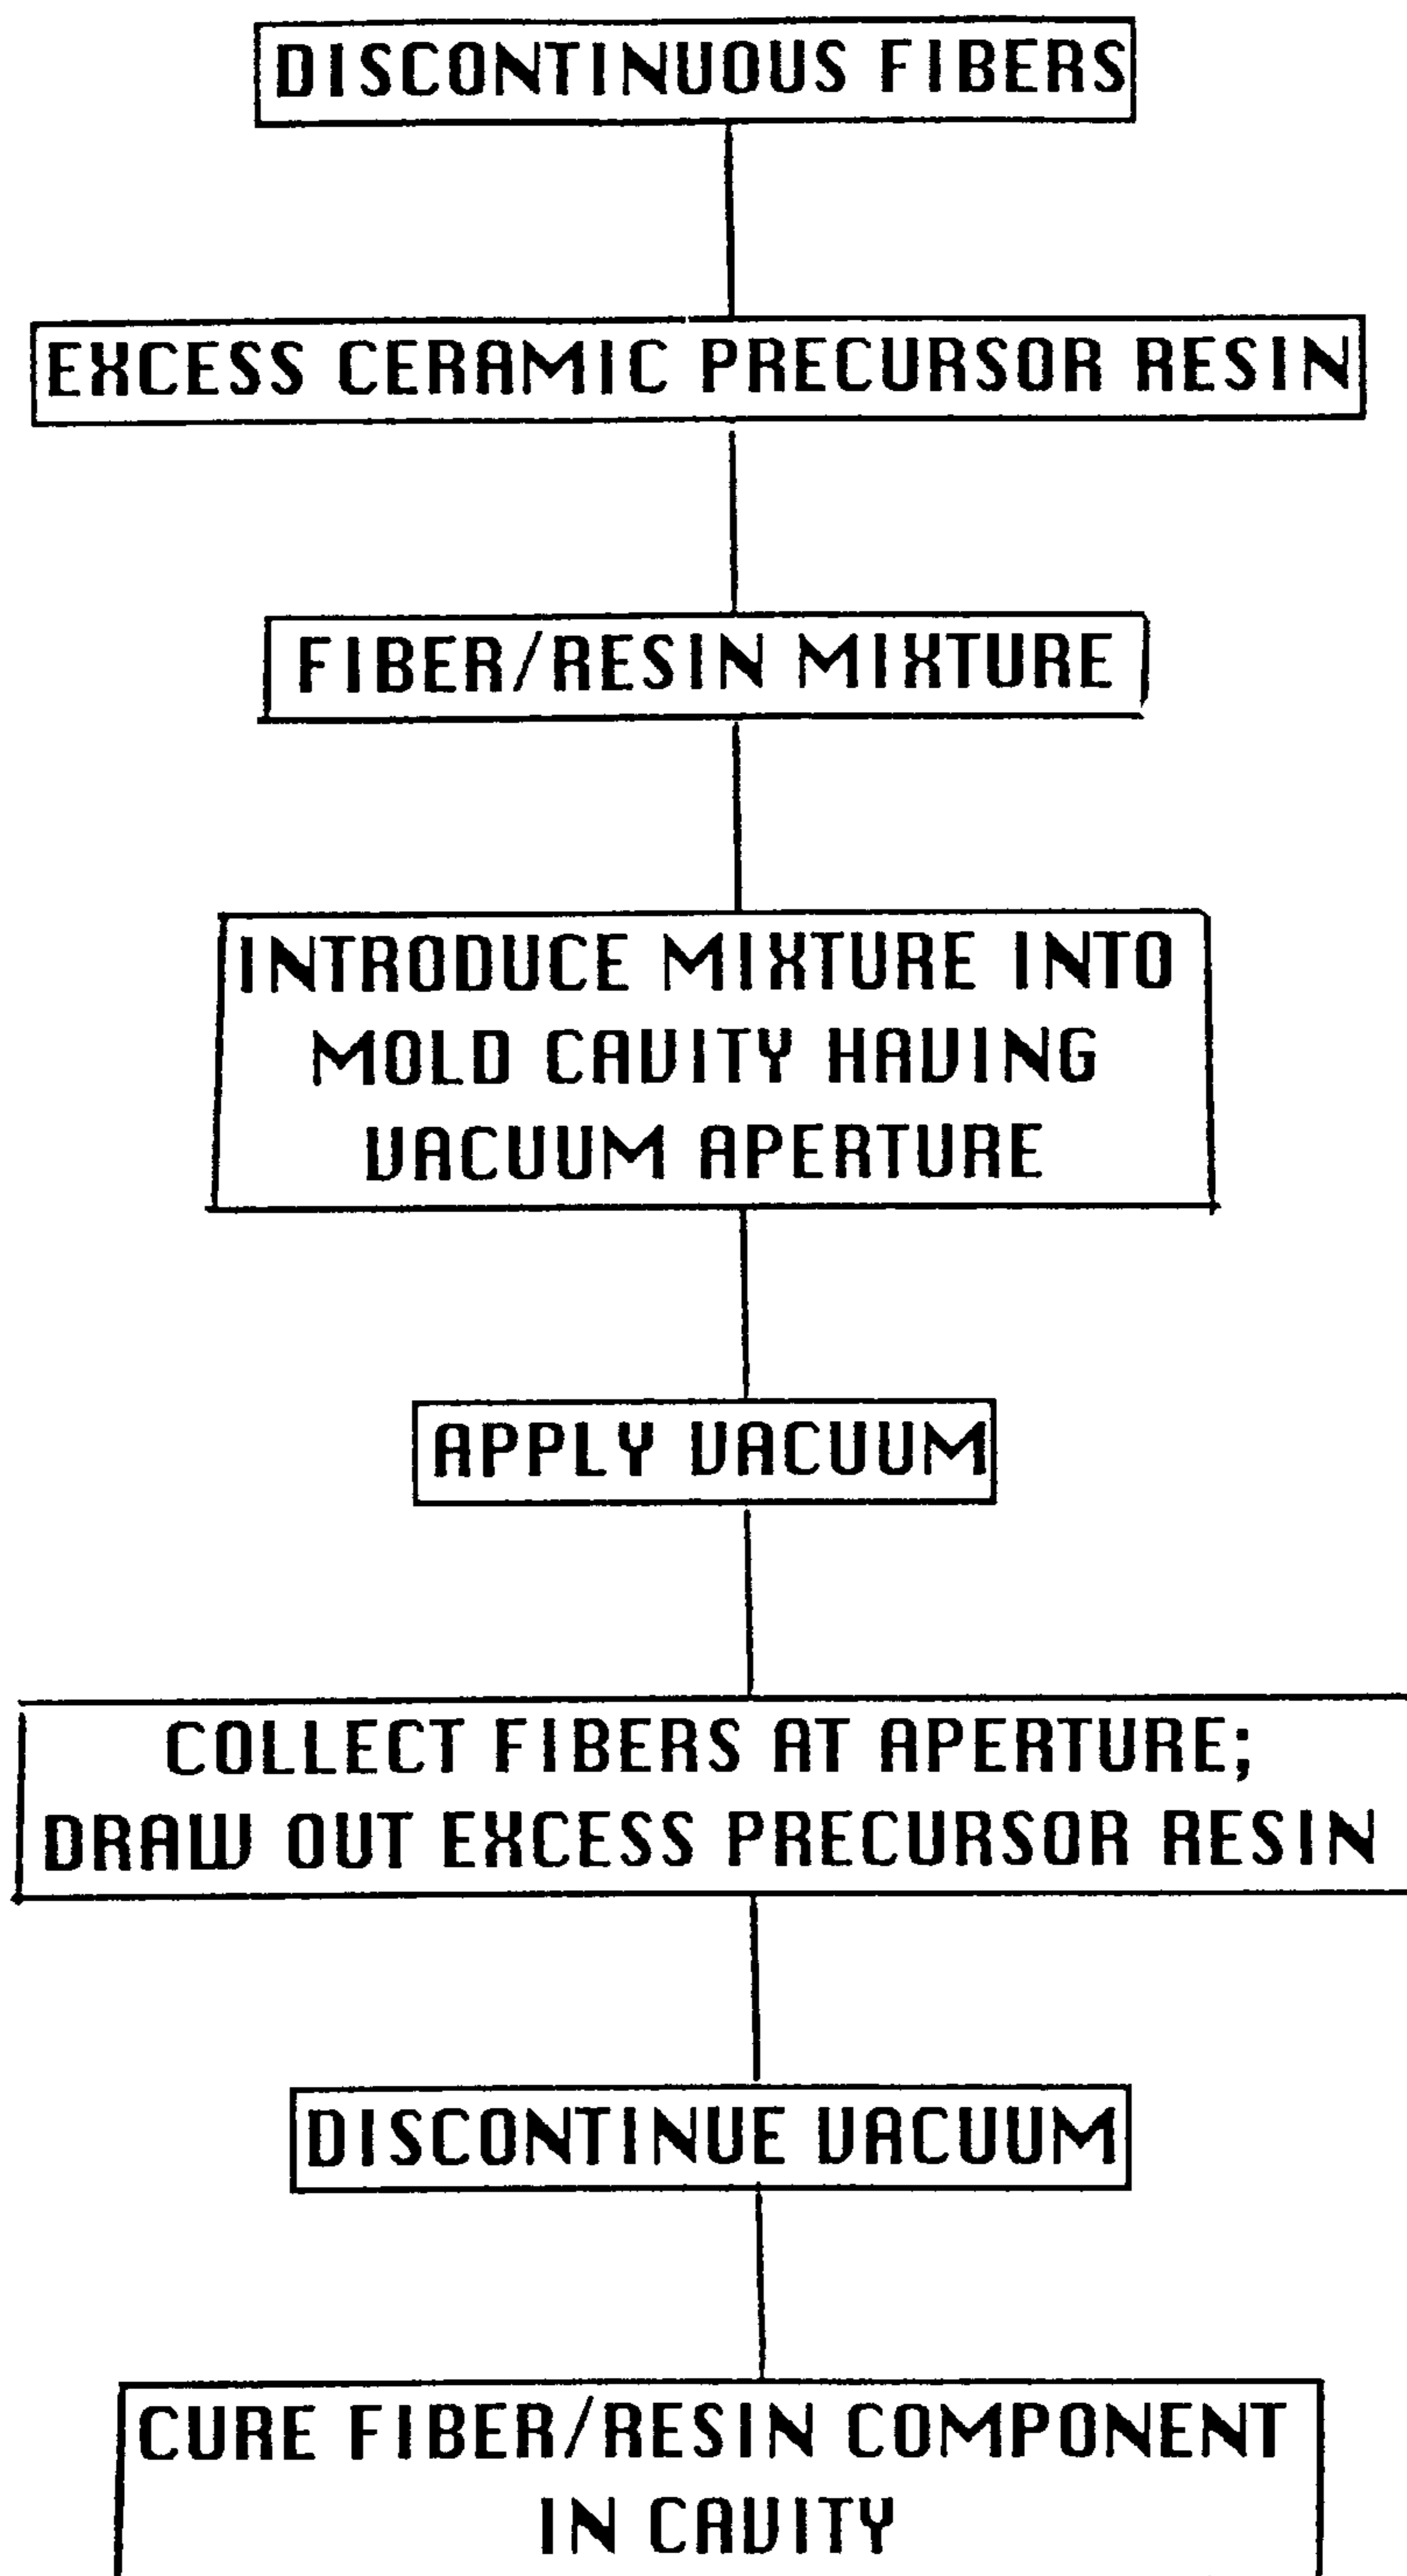 DISCONTINUOUS FIBERS
EXCESS CERAMIC PRECURSOR RESIN
FIBER/RESIN MIXTURE
INTRODUCE MIXTURE INTO
MOLD CAVITY HAVING
VACUUM APERTURE
APPLY VACUUM
COLLECT FIBERS AT APERTURE;
DRAW OUT EXCESS PRECURSOR RESIN
DISCONTINUE VACUUM
CURE FIBER/RESIN COMPONENT
IN CAVITY